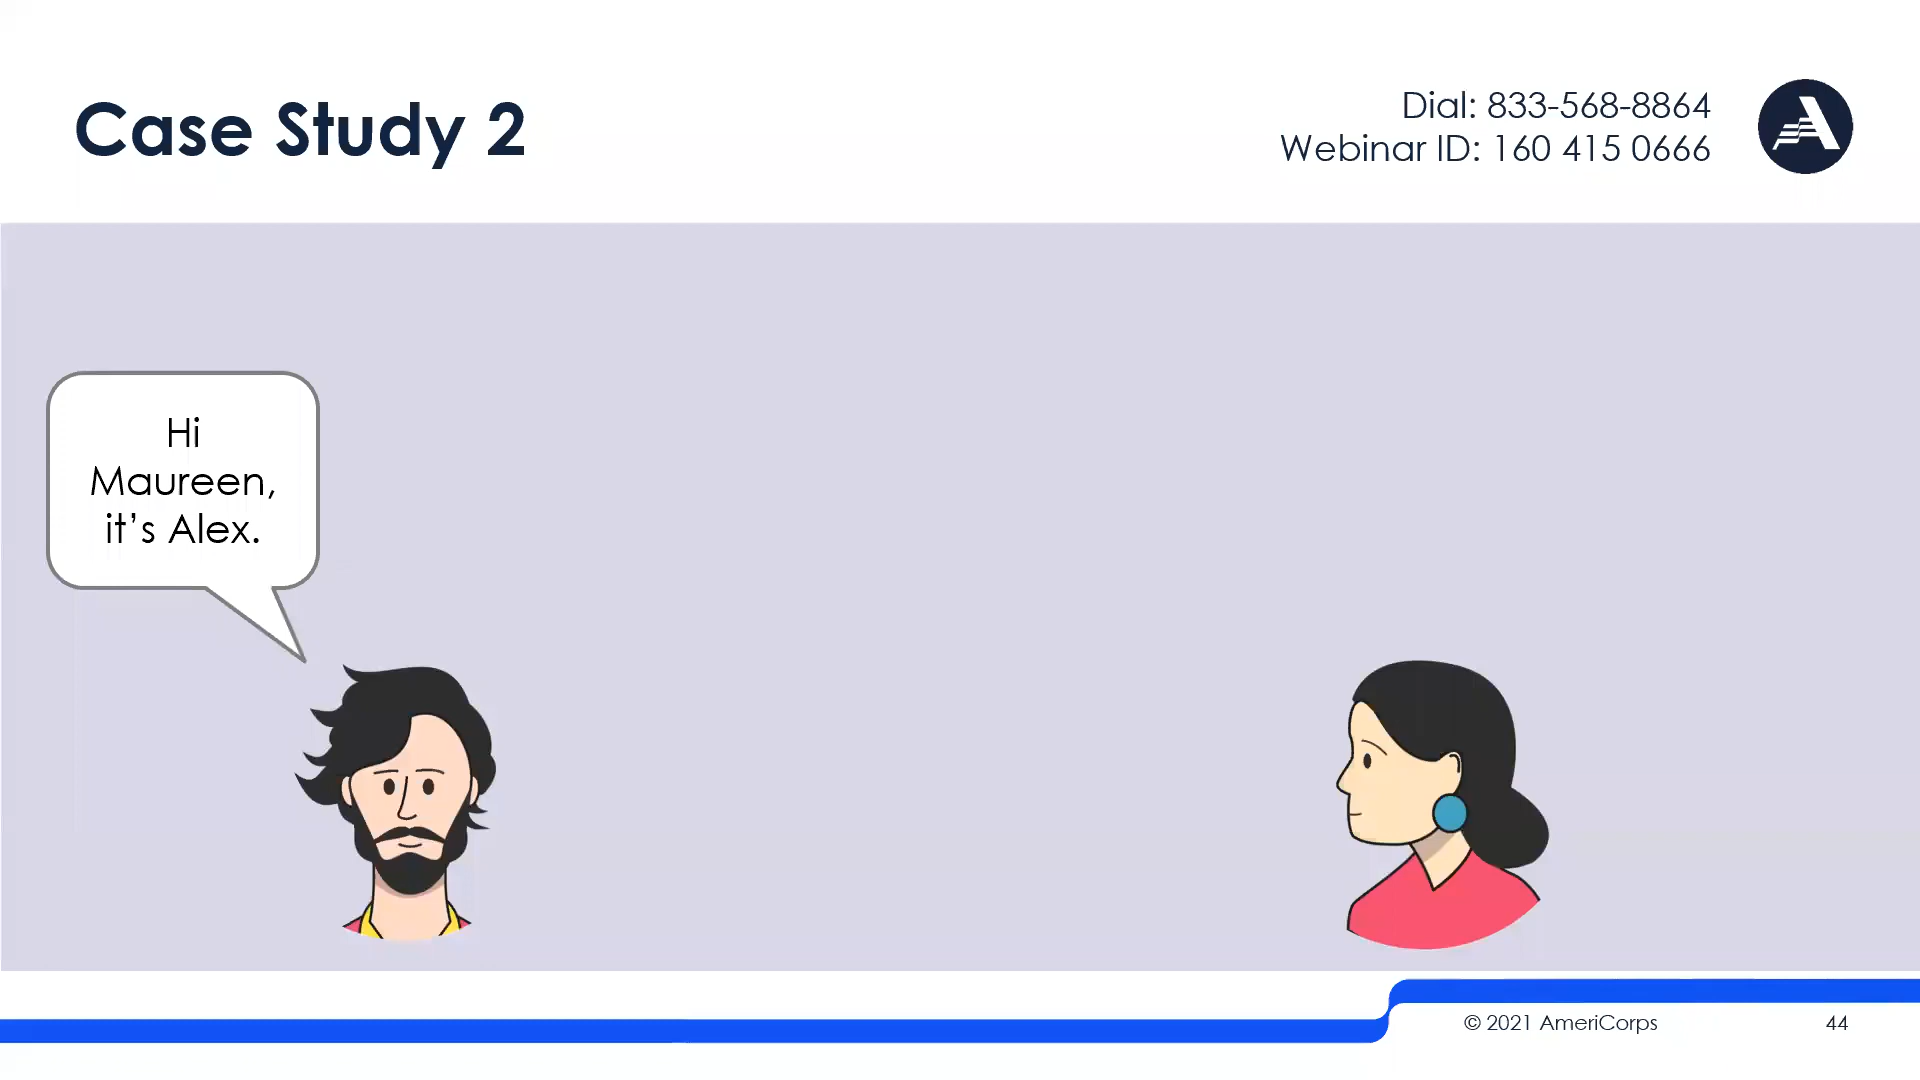 Case Study 2
Dial: 833-568-8864
Webinar ID: 160 415 0666
Hi
Maureen,
it’s Alex.
© 2021 AmeriCorps
44